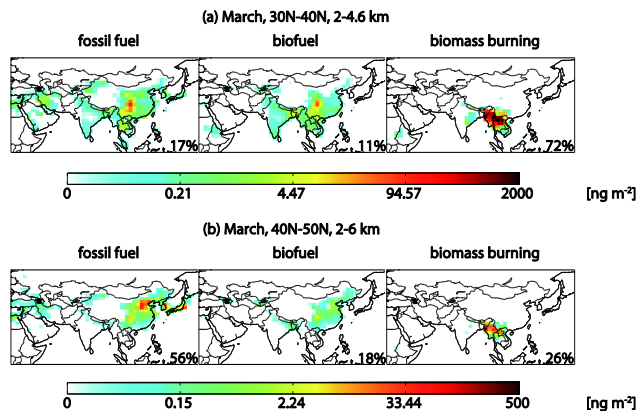 (a) March, 30N-40N, 2-4.6 km
fossil fuel biofuel biomass burning
17% 11% 72%
0 0.21 4.47 94.57 2000 [ng m⁻²]
(b) March, 40N-50N, 2-6 km
fossil fuel biofuel biomass burning
56% 18% 26%
0 0.15 2.24 33.44 500 [ng m⁻²]